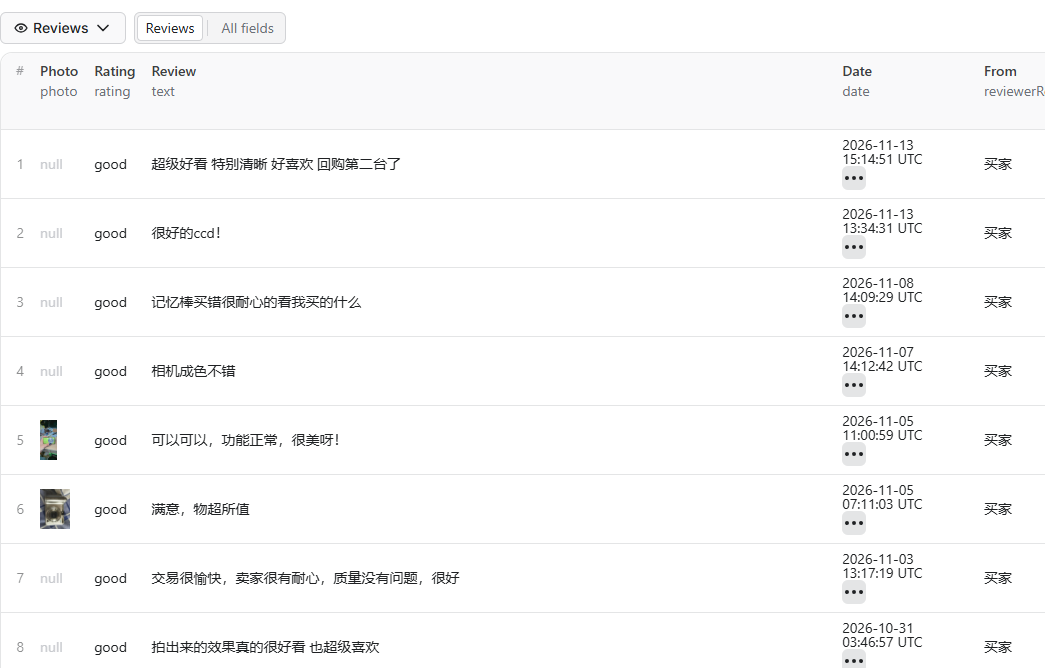 Reviews
Reviews
All fields
# Photo Rating Review Date From
photo rating text date reviewerR
1 null good 超级好看 特别清晰 好喜欢 回购第二台了 2026-11-13 15:14:51 UTC 买家
2 null good 很好的ccd! 2026-11-13 13:34:31 UTC 买家
3 null good 记忆棒买错很耐心的看我买的什么 2026-11-08 14:09:29 UTC 买家
4 null good 相机成色不错 2026-11-07 14:12:42 UTC 买家
5 good 可以可以，功能正常，很美呀！ 2026-11-05 11:00:59 UTC 买家
6 good 满意，物超所值 2026-11-05 07:11:03 UTC 买家
7 null good 交易很愉快，卖家很有耐心，质量没有问题，很好 2026-11-03 13:17:19 UTC 买家
8 null good 拍出来的效果真的很好看 也超级喜欢 2026-10-31 03:46:57 UTC 买家